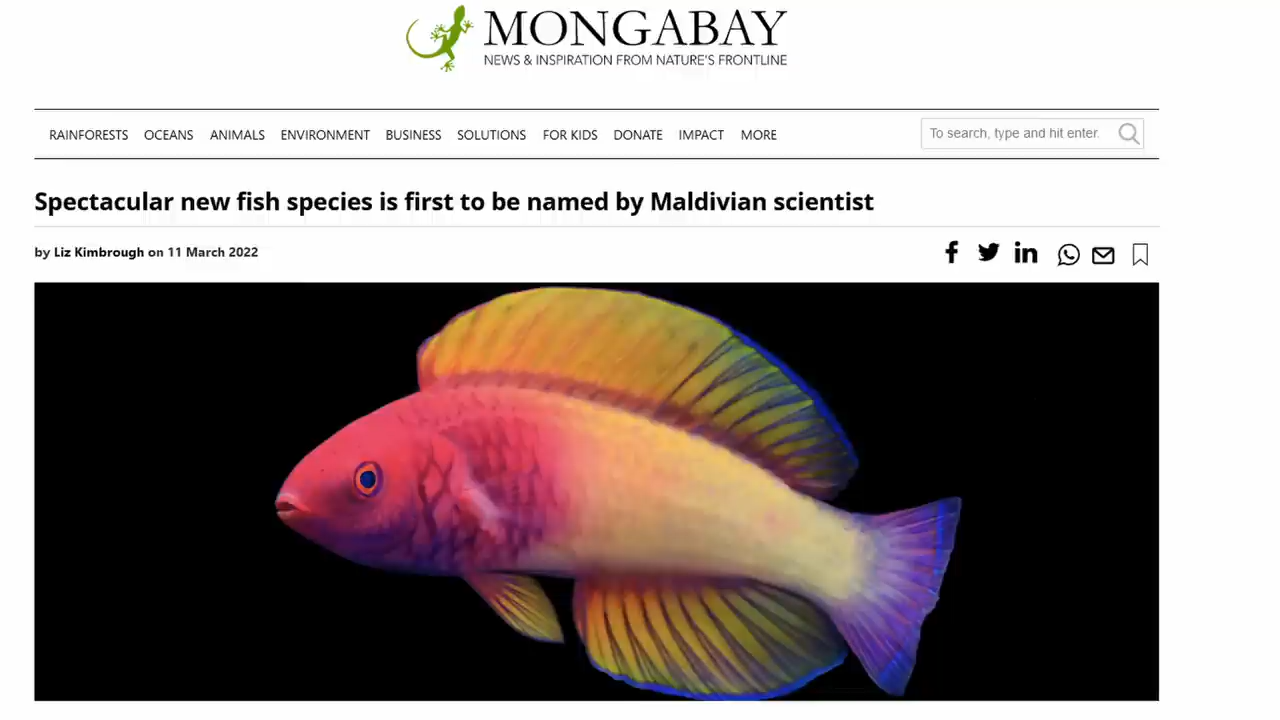 MONGABAY
NEWS & INSPIRATION FROM NATURE'S FRONTLINE
RAINFORESTS OCEANS ANIMALS ENVIRONMENT BUSINESS SOLUTIONS FOR KIDS DONATE IMPACT MORE
To search, type and hit enter.
Spectacular new fish species is first to be named by Maldivian scientist
by Liz Kimbrough on 11 March 2022